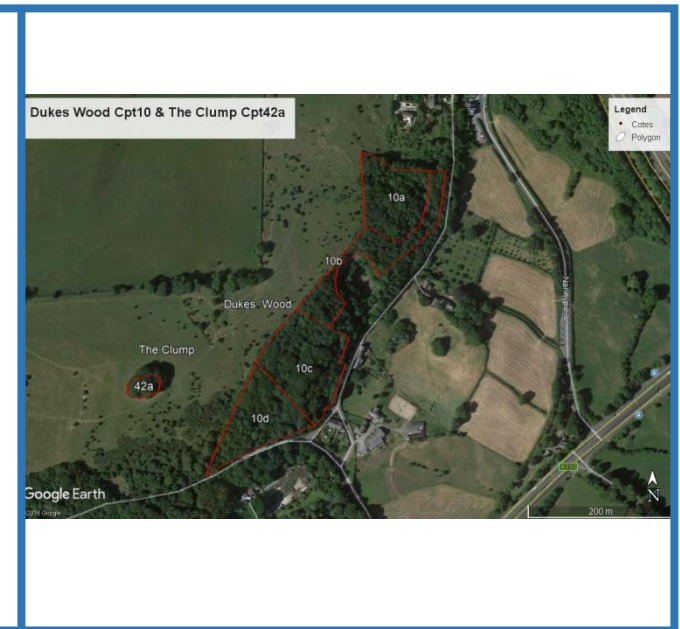 Dukes Wood Cpt10 & The Clump Cpt42a
Legend
Cotes
Polygon
10a
10b
Dukes Wood
The Clump
42a
10c
10d
Google Earth
N
200 m